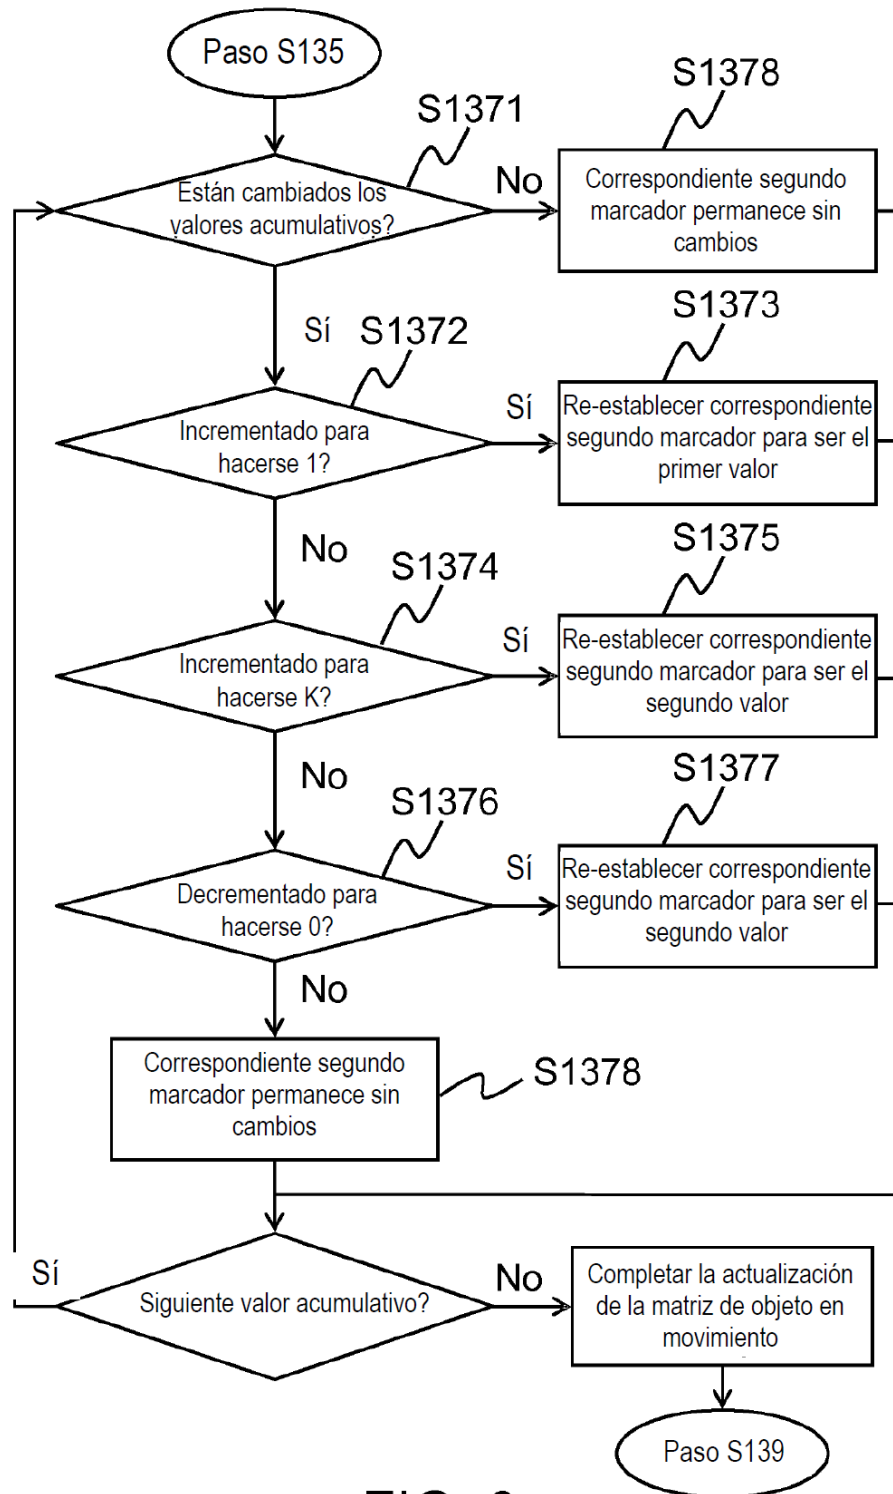 Paso S135
S1371
Están cambiados los
valores acumulativos?
No
S1378
Correspondiente segundo
marcador permanece sin
cambios
Sí
S1372
Incrementado para
hacerse 1?
Sí
S1373
Re-establecer correspondiente
segundo marcador para ser el
primer valor
No
S1374
Incrementado para
hacerse K?
Sí
S1375
Re-establecer correspondiente
segundo marcador para ser el
segundo valor
No
S1376
Decrementado para
hacerse 0?
Sí
S1377
Re-establecer correspondiente
segundo marcador para ser el
segundo valor
No
Correspondiente segundo
marcador permanece sin
cambios
S1378
Sí
Siguiente valor acumulativo?
No
Completar la actualización
de la matriz de objeto en
movimiento
Paso S139